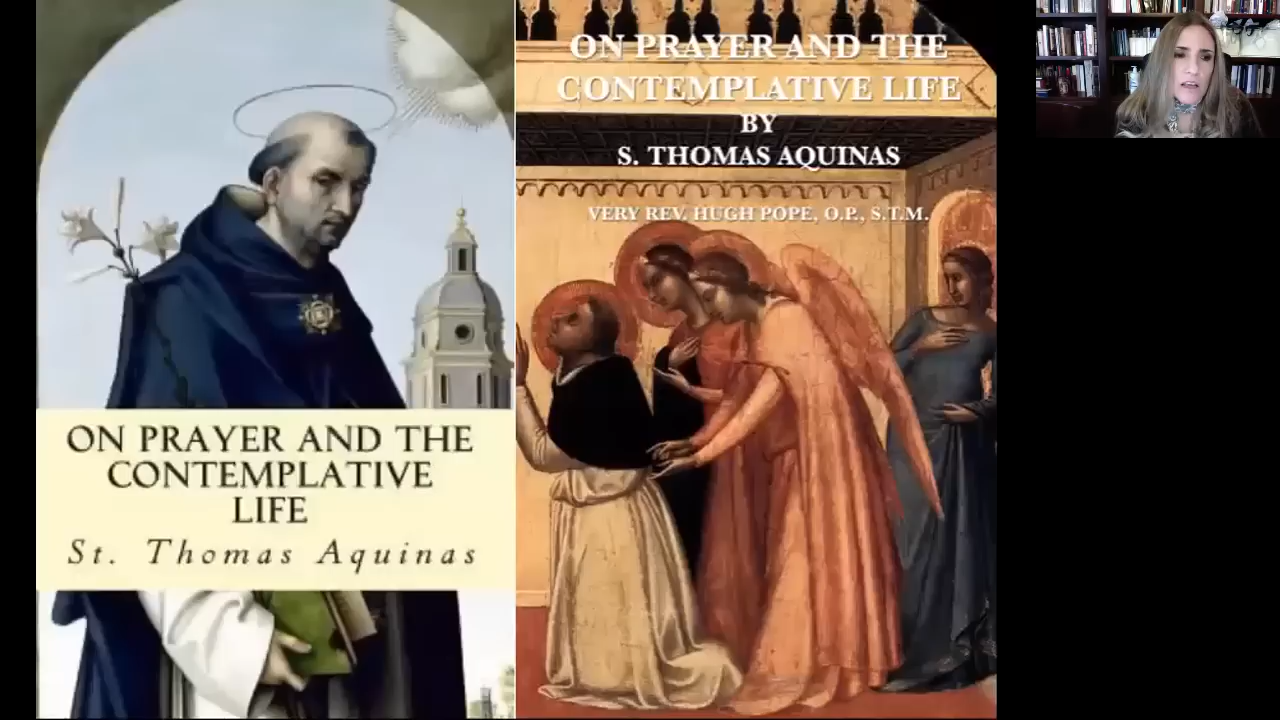 ON PRAYER AND THE
CONTEMPLATIVE
LIFE
St. Thomas Aquinas
ON PRAYER AND THE
CONTEMPLATIVE LIFE
BY
S. THOMAS AQUINAS
VERY REV. HUGH POPE, O.P., S.T.M.